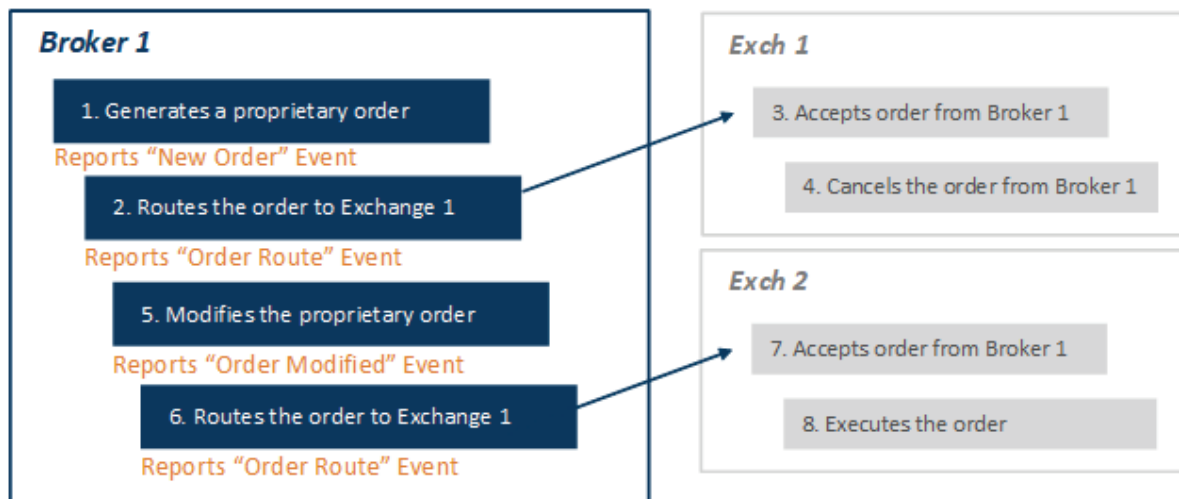 Broker 1
1. Generates a proprietary order
Reports “New Order” Event
2. Routes the order to Exchange 1
Reports “Order Route” Event
5. Modifies the proprietary order
Reports “Order Modified” Event
6. Routes the order to Exchange 1
Reports “Order Route” Event
Exch 1
3. Accepts order from Broker 1
4. Cancels the order from Broker 1
Exch 2
7. Accepts order from Broker 1
8. Executes the order